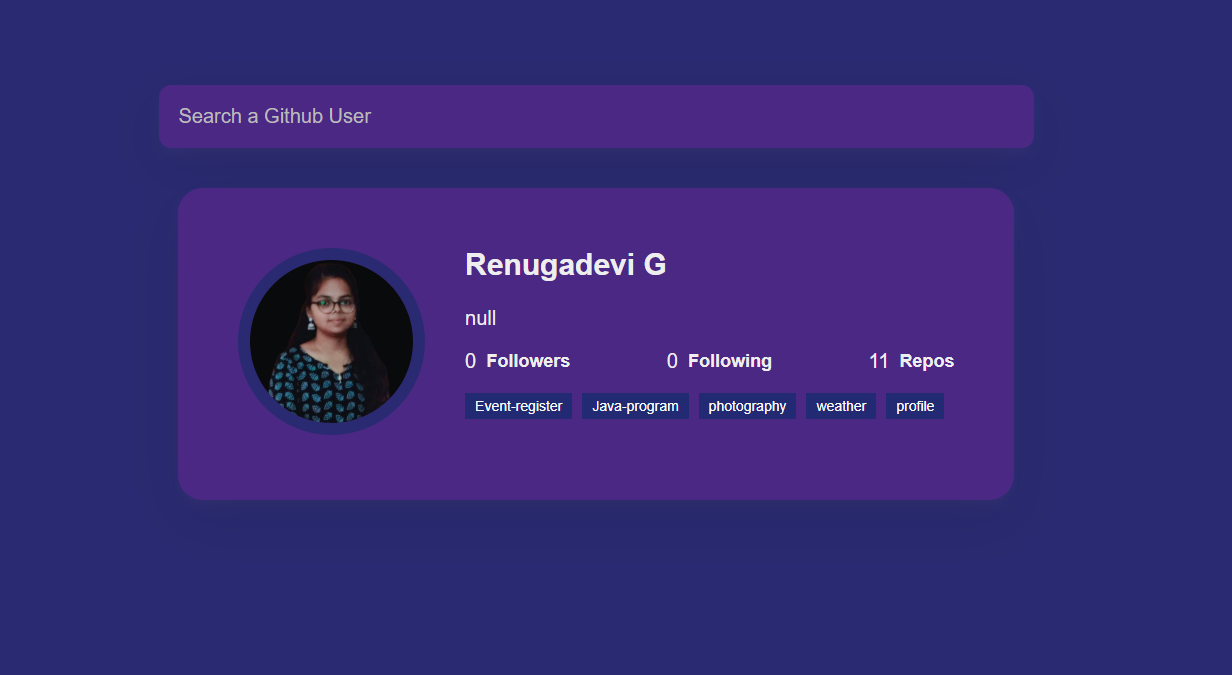 Search a Github User
Renugadevi G
null
0 Followers 0 Following 11 Repos
Event-register Java-program photography weather profile